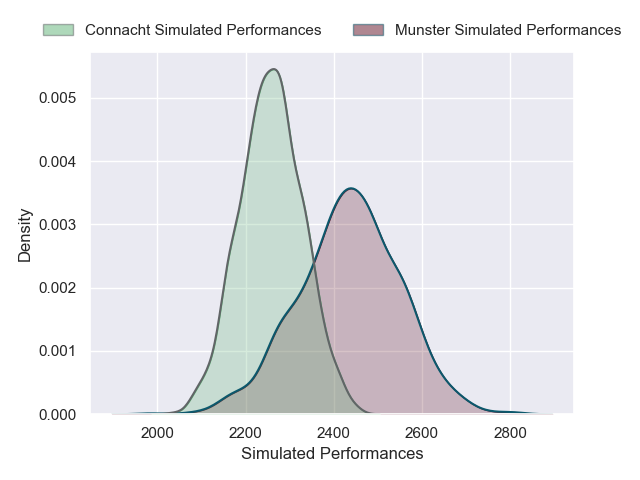 Connacht Simulated Performances Munster Simulated Performances
0.005
0.004
0.003
0.002
0.001
0.000
Density
2000 2200 2400 2600 2800
Simulated Performances